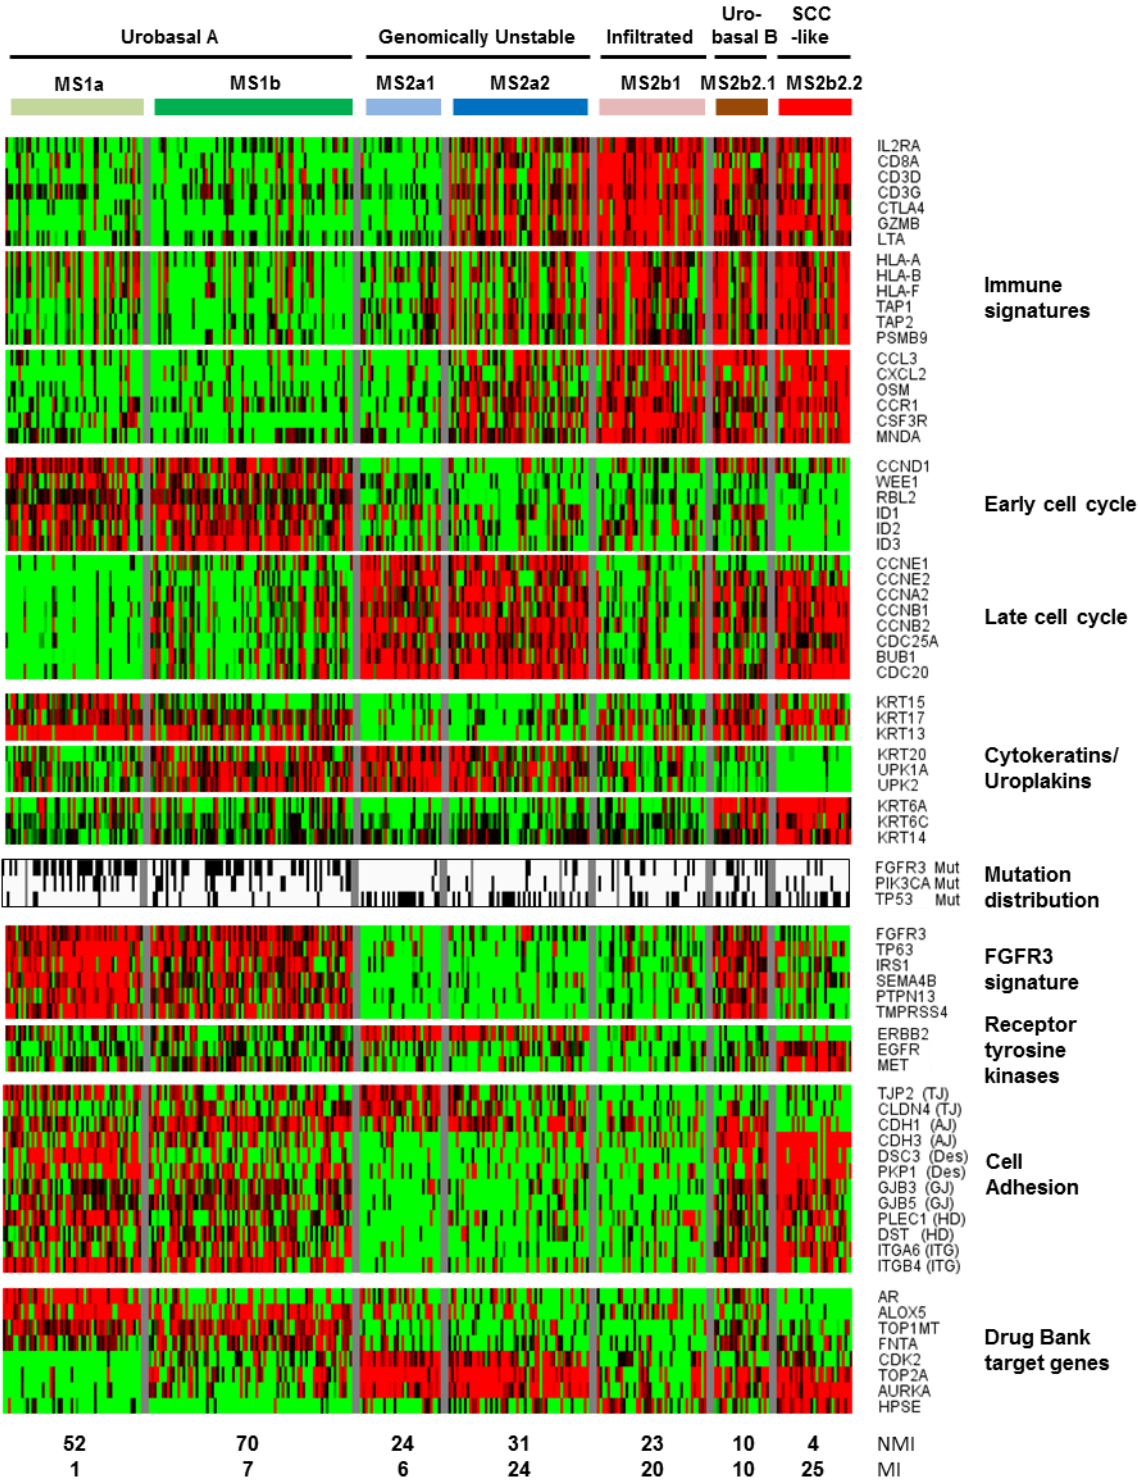 Urobasal A
Genomically Unstable
Infiltrated
Uro-
basal B
SCC
-like
MS1a
MS1b
MS2a1
MS2a2
MS2b1
MS2b2.1
MS2b2.2
IL2RA
CD8A
CD3D
CD3G
CTLA4
GZMB
LTA
HLA-A
HLA-B
HLA-F
TAP1
TAP2
PSMB9
Immune
signatures
CCL3
CXCL2
OSM
CCR1
CSF3R
MNDA
CCND1
WEE1
RBL2
ID1
ID2
ID3
Early cell cycle
CCNE1
CCNE2
CCNA2
CCNB1
CCNB2
CDC25A
BUB1
CDC20
Late cell cycle
KRT15
KRT17
KRT13
KRT20
UPK1A
UPK2
Cytokeratins/
Uroplakins
KRT6A
KRT6C
KRT14
FGFR3 Mut
PIK3CA Mut
TP53 Mut
Mutation
distribution
FGFR3
TP63
IRS1
SEMA4B
PTPN13
TMPRSS4
FGFR3
signature
ERBB2
EGFR
MET
Receptor
tyrosine
kinases
TJP2 (TJ)
CLDN4 (TJ)
CDH1 (AJ)
CDH3 (AJ)
DSC3 (Des)
PKP1 (Des)
GJB3 (GJ)
GJB5 (GJ)
PLEC1 (HD)
DST (HD)
ITGA6 (ITG)
ITGB4 (ITG)
Cell
Adhesion
AR
ALOX5
TOP1MT
FNTA
CDK2
TOP2A
AURKA
HPSE
Drug Bank
target genes
52 70 24 31 23 10 4 NMI
1 7 6 24 20 10 25 MI